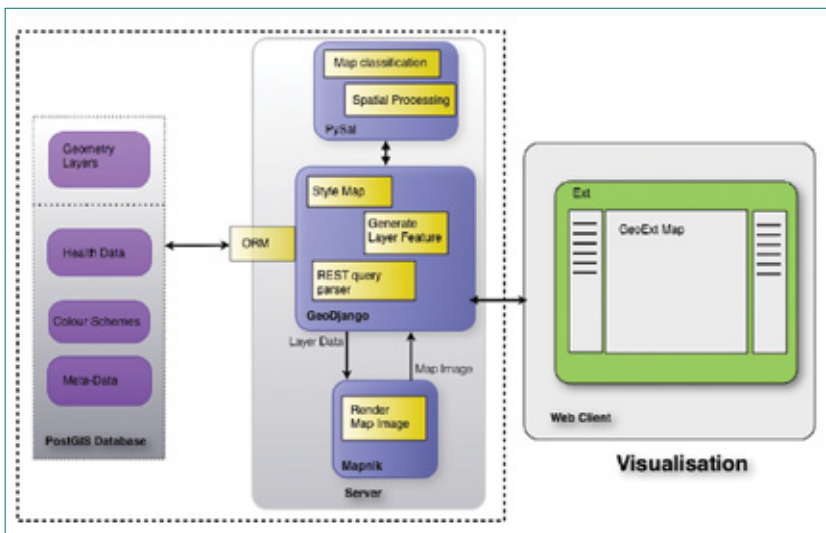 Map classification
Spatial Processing
PySal
Geometry
Layers
Health Data
Colour Schemes
Meta-Data
PostGIS Database
ORM
Style Map
Generate
Layer Feature
REST query
parser
GeoDjango
Layer Data
Map Image
Render
Map Image
Mapnik
Server
Ext
GeoExt Map
Web Client
Visualisation